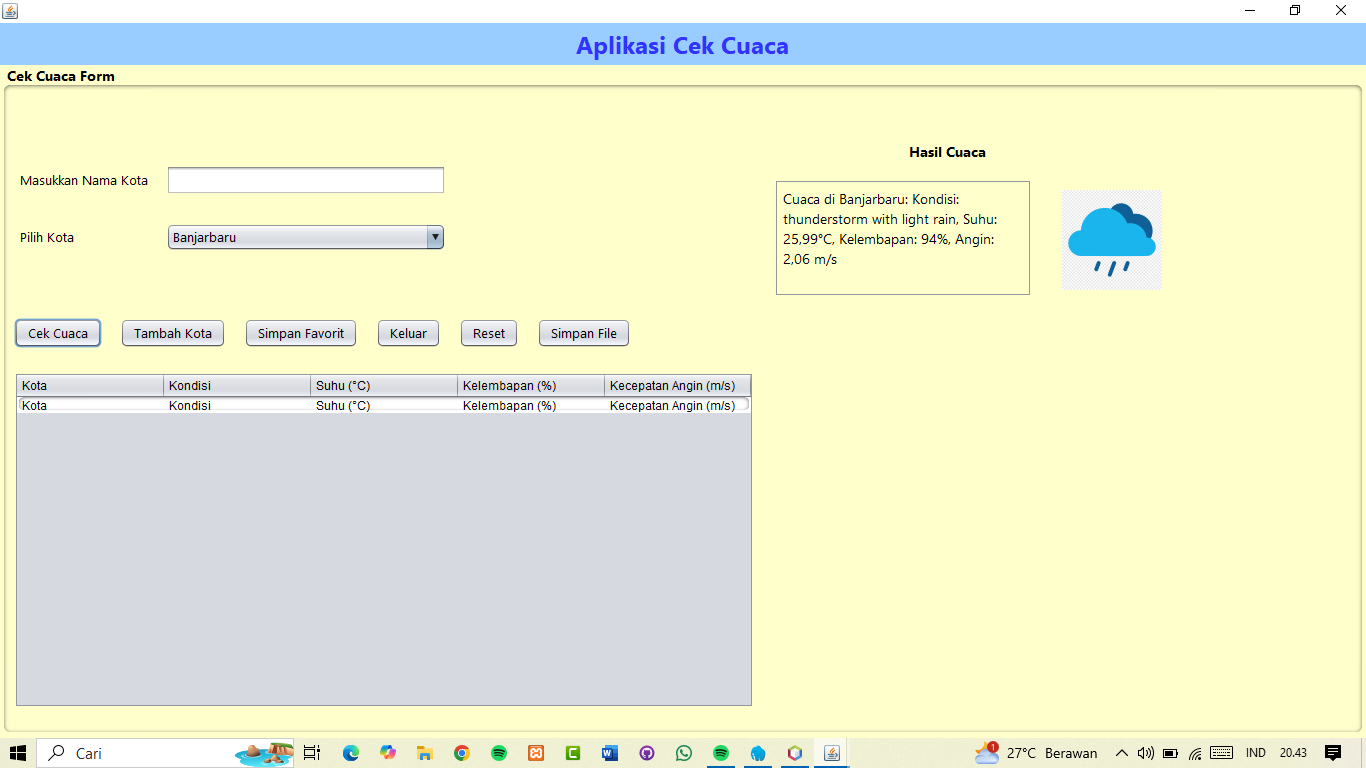 Aplikasi Cek Cuaca
Cek Cuaca Form
Masukkan Nama Kota
Pilih Kota
Banjarbaru
Hasil Cuaca
Cuaca di Banjarbaru: Kondisi:
thunderstorm with light rain, Suhu:
25,99°C, Kelembapan: 94%, Angin:
2,06 m/s
Cek Cuaca Tambah Kota Simpan Favorit Keluar Reset Simpan File
Kota Kondisi Suhu (°C) Kelembapan (%) Kecepatan Angin (m/s)
Kota Kondisi Suhu (°C) Kelembapan (%) Kecepatan Angin (m/s)
Cari 1 27°C Berawan IND 20.43